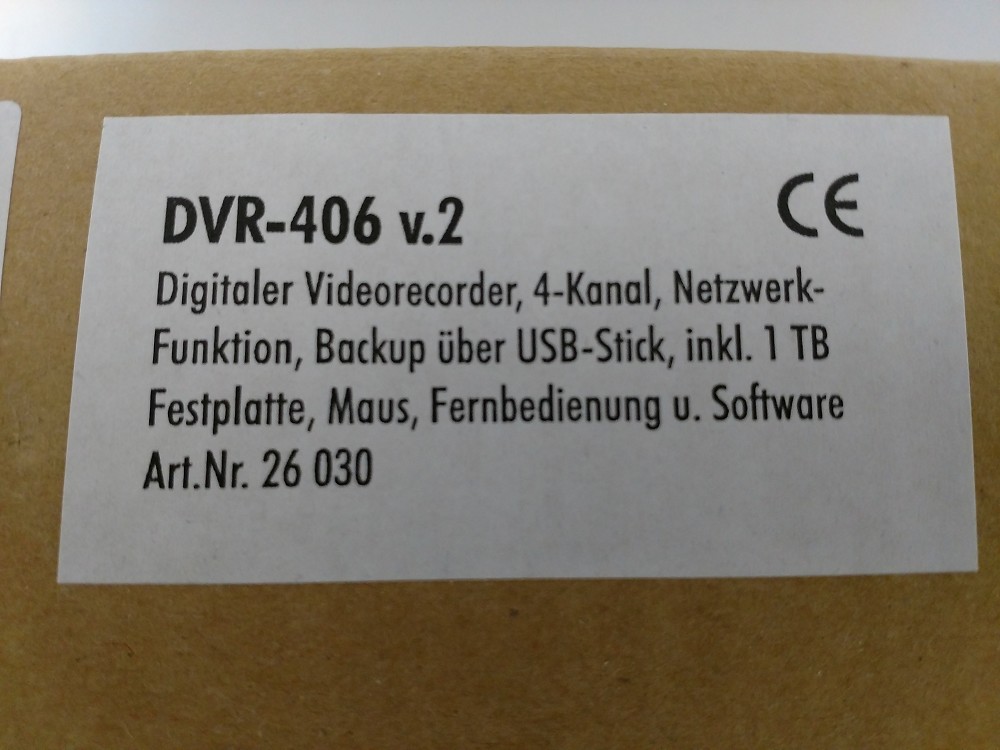 DVR-406 v.2 CE
Digitaler Videorecorder, 4-Kanal, Netzwerk-
Funktion, Backup über USB-Stick, inkl. 1 TB
Festplatte, Maus, Fernbedienung u. Software
Art.Nr. 26 030